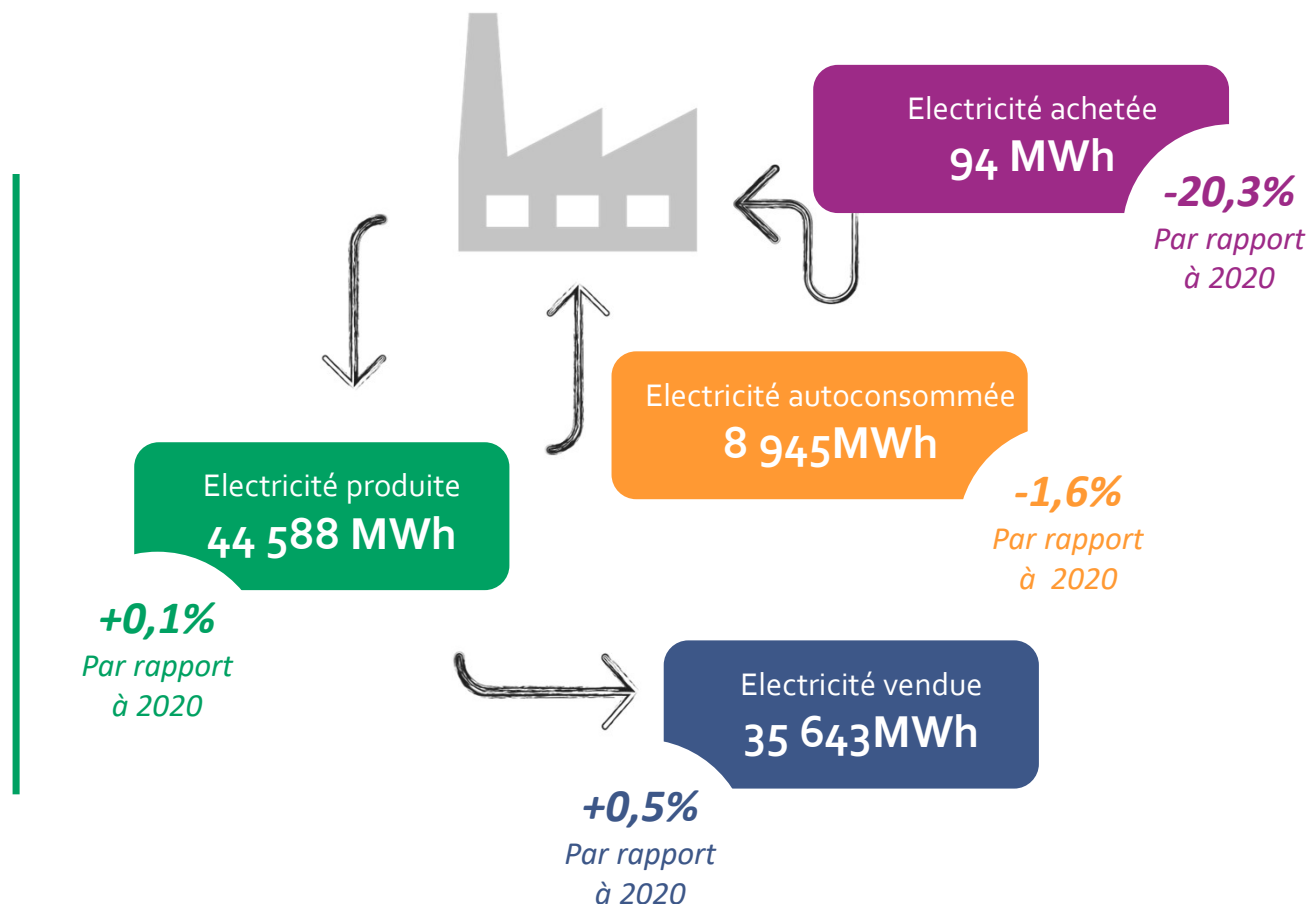 Electricité achetée
94 MWh
-20,3%
Par rapport
à 2020
Electricité autoconsommée
8 945MWh
-1,6%
Par rapport
à 2020
Electricité produite
44 588 MWh
+0,1%
Par rapport
à 2020
Electricité vendue
35 643MWh
+0,5%
Par rapport
à 2020